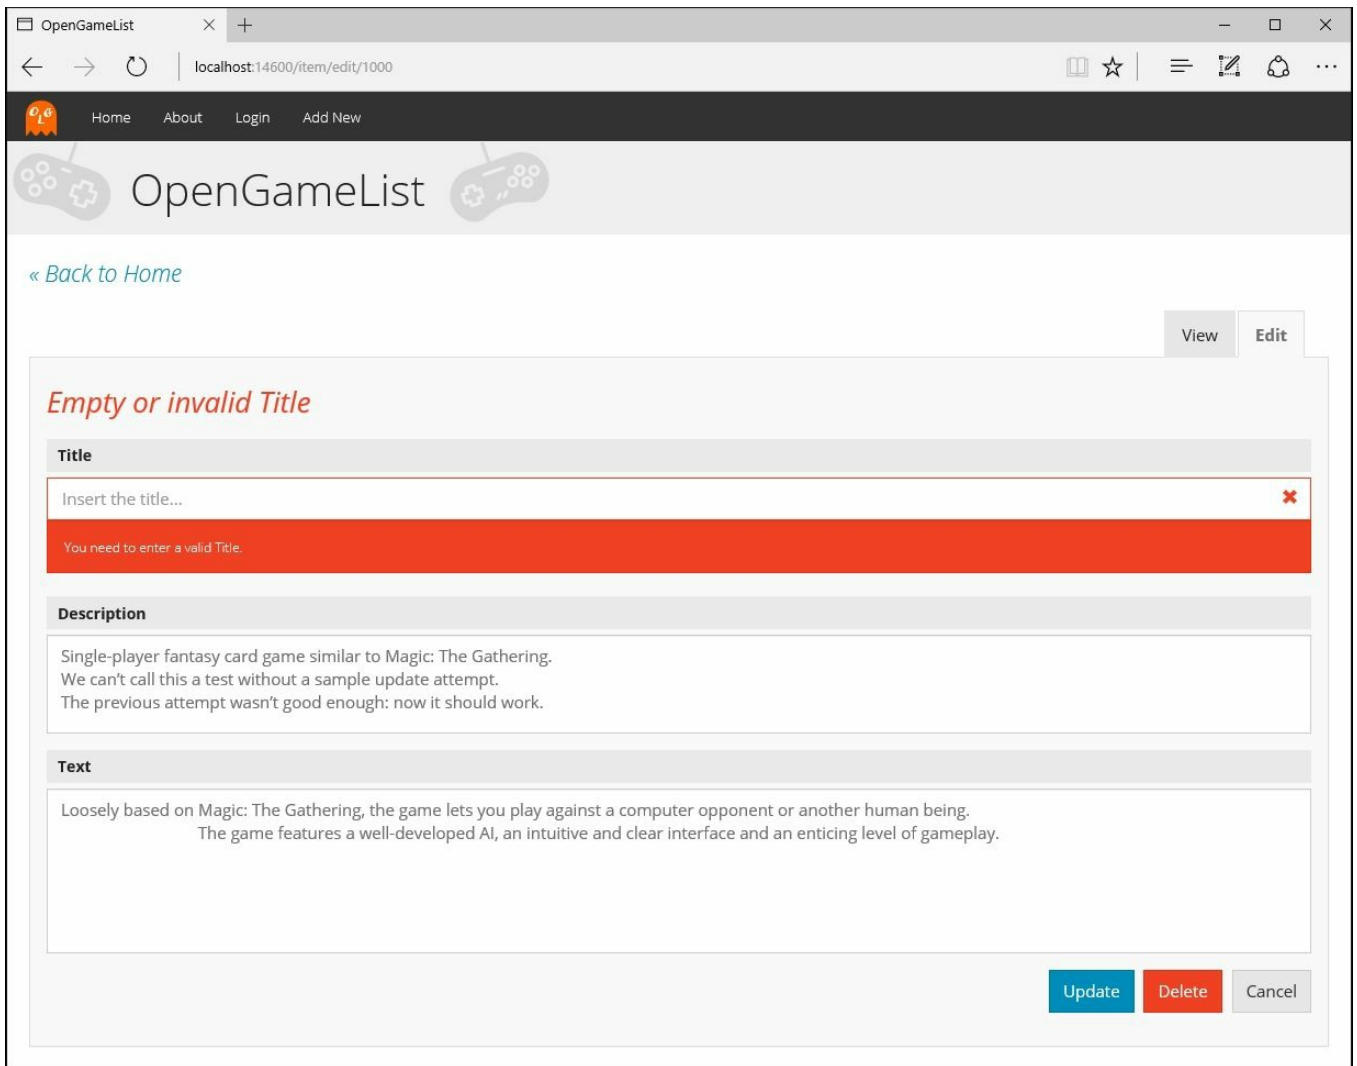 OpenGameList
localhost:14600/item/edit/1000
OLG
Home About Login Add New
OpenGameList
« Back to Home
View Edit
Empty or invalid Title
Title
Insert the title...
You need to enter a valid Title.
Description
Single-player fantasy card game similar to Magic: The Gathering.
We can’t call this a test without a sample update attempt.
The previous attempt wasn’t good enough: now it should work.
Text
Loosely based on Magic: The Gathering, the game lets you play against a computer opponent or another human being.
The game features a well-developed AI, an intuitive and clear interface and an enticing level of gameplay.
Update Delete Cancel